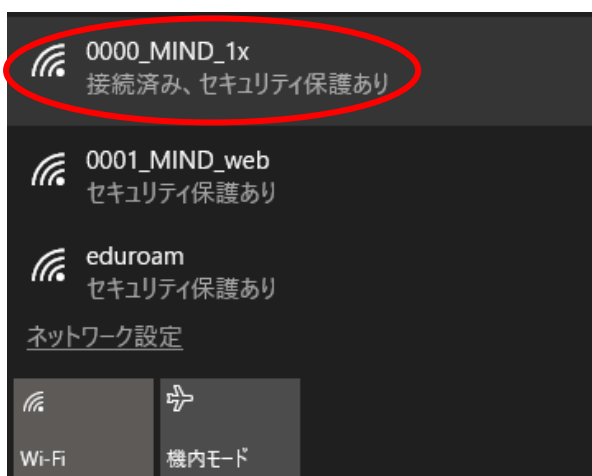 0000_MIND_1x
接続済み、セキュリティ保護あり
0001_MIND_web
セキュリティ保護あり
eduroam
セキュリティ保護あり
ネットワーク設定
Wi-Fi
機内モード